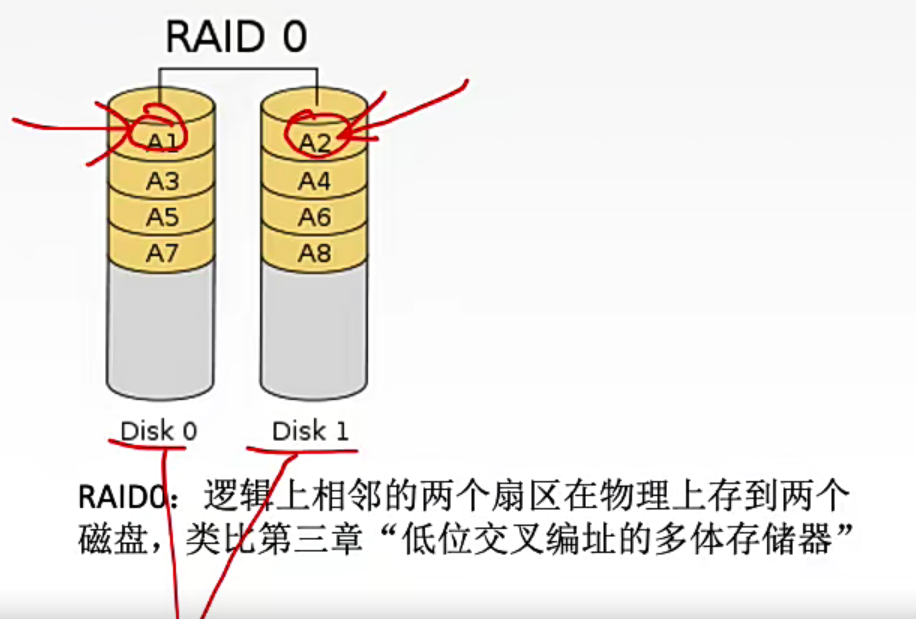 RAID 0
A1 A2
A3 A4
A5 A6
A7 A8
Disk 0 Disk 1
RAID0：逻辑上相邻的两个扇区在物理上存到两个
磁盘，类比第三章“低位交叉编址的多体存储器”